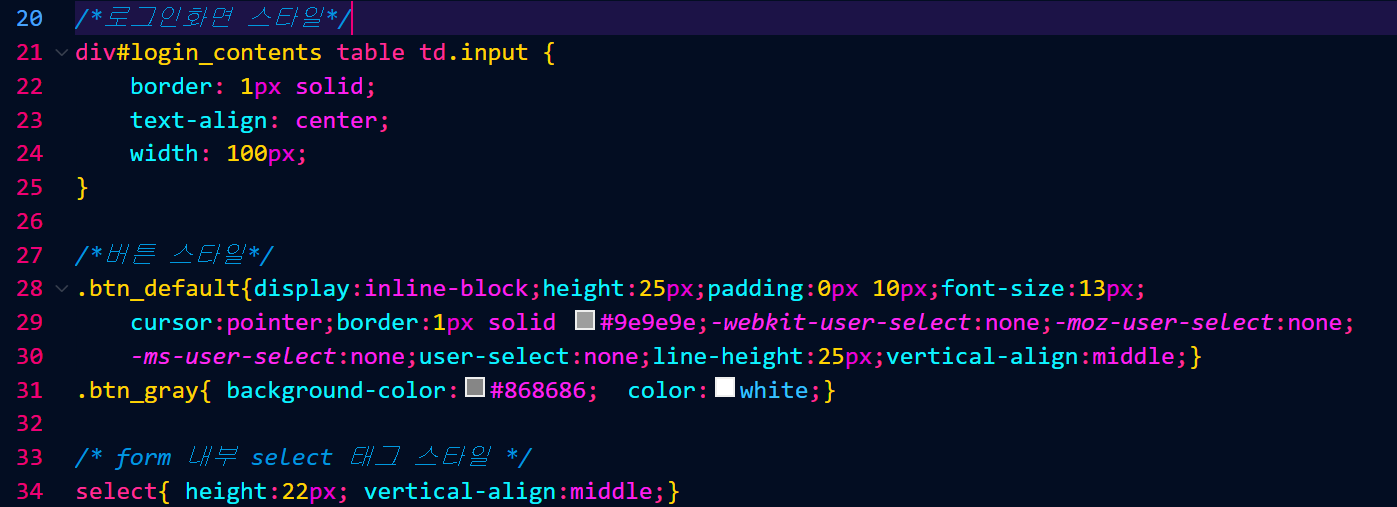 20 /*로그인화면 스타일*/
21 div#login_contents table td.input {
22 border: 1px solid;
23 text-align: center;
24 width: 100px;
25 }
26
27 /*버튼 스타일*/
28 .btn_default{display:inline-block;height:25px;padding:0px 10px;font-size:13px;
29 cursor:pointer;border:1px solid #9e9e9e;-webkit-user-select:none;-moz-user-select:none;
30 -ms-user-select:none;user-select:none;line-height:25px;vertical-align:middle;}
31 .btn_gray{ background-color:#868686;  color:white;}
32
33 /* form 내부 select 태그 스타일 */
34 select{ height:22px; vertical-align:middle;}